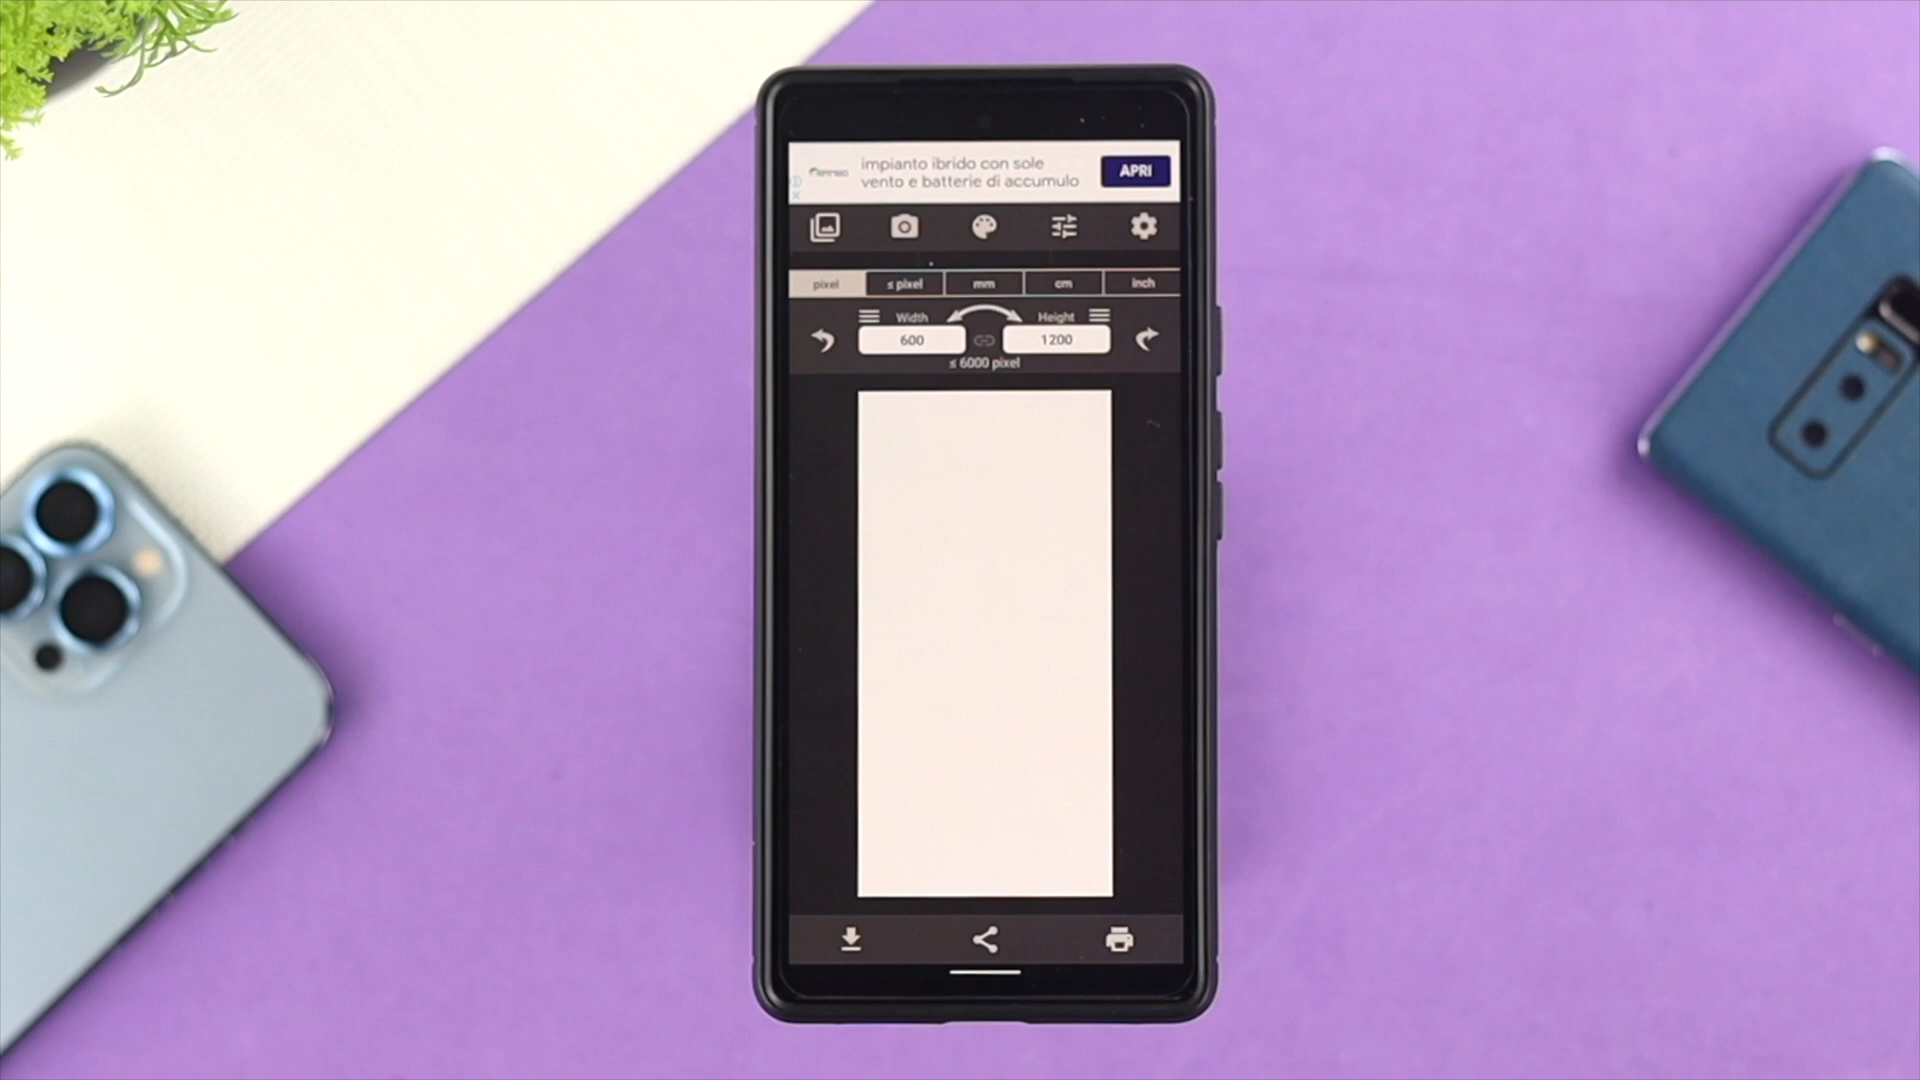 impianto ibrido con sole
vento e batterie di accumulo
APRI
pixel
≤ pixel
mm
cm
inch
Width
Height
600
1200
≤ 6000 pixel